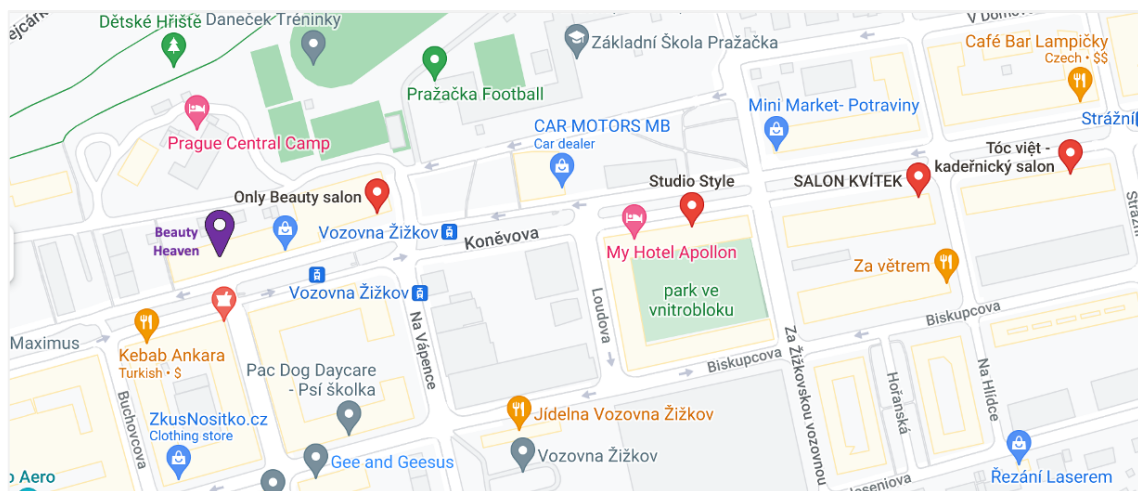 ejcárk
Dětské Hřiště
Daneček Tréninky
Základní Škola Pražačka
V Domově
Café Bar Lampičky
Czech • $$
Pražačka Football
Mini Market- Potraviny
Strážní
Prague Central Camp
CAR MOTORS MB
Car dealer
Tóc việt -
kadeřnický salon
Only Beauty salon
Studio Style
SALON KVÍTEK
Beauty
Heaven
Vozovna Žižkov
Koněvova
My Hotel Apollon
Za větrem
Vozovna Žižkov
park ve
vnitrobloku
Loudova
Biskupcova
Maximus
Kebab Ankara
Turkish • $
Na Vápence
Biskupcova
Za Žižkovskou vozovnou
Na Hlídce
Hořanská
Pac Dog Daycare
- Psí školka
Buchovcova
ZkusNositko.cz
Clothing store
Jídelna Vozovna Žižkov
Gee and Geesus
Vozovna Žižkov
Aero
Řezání Laserem